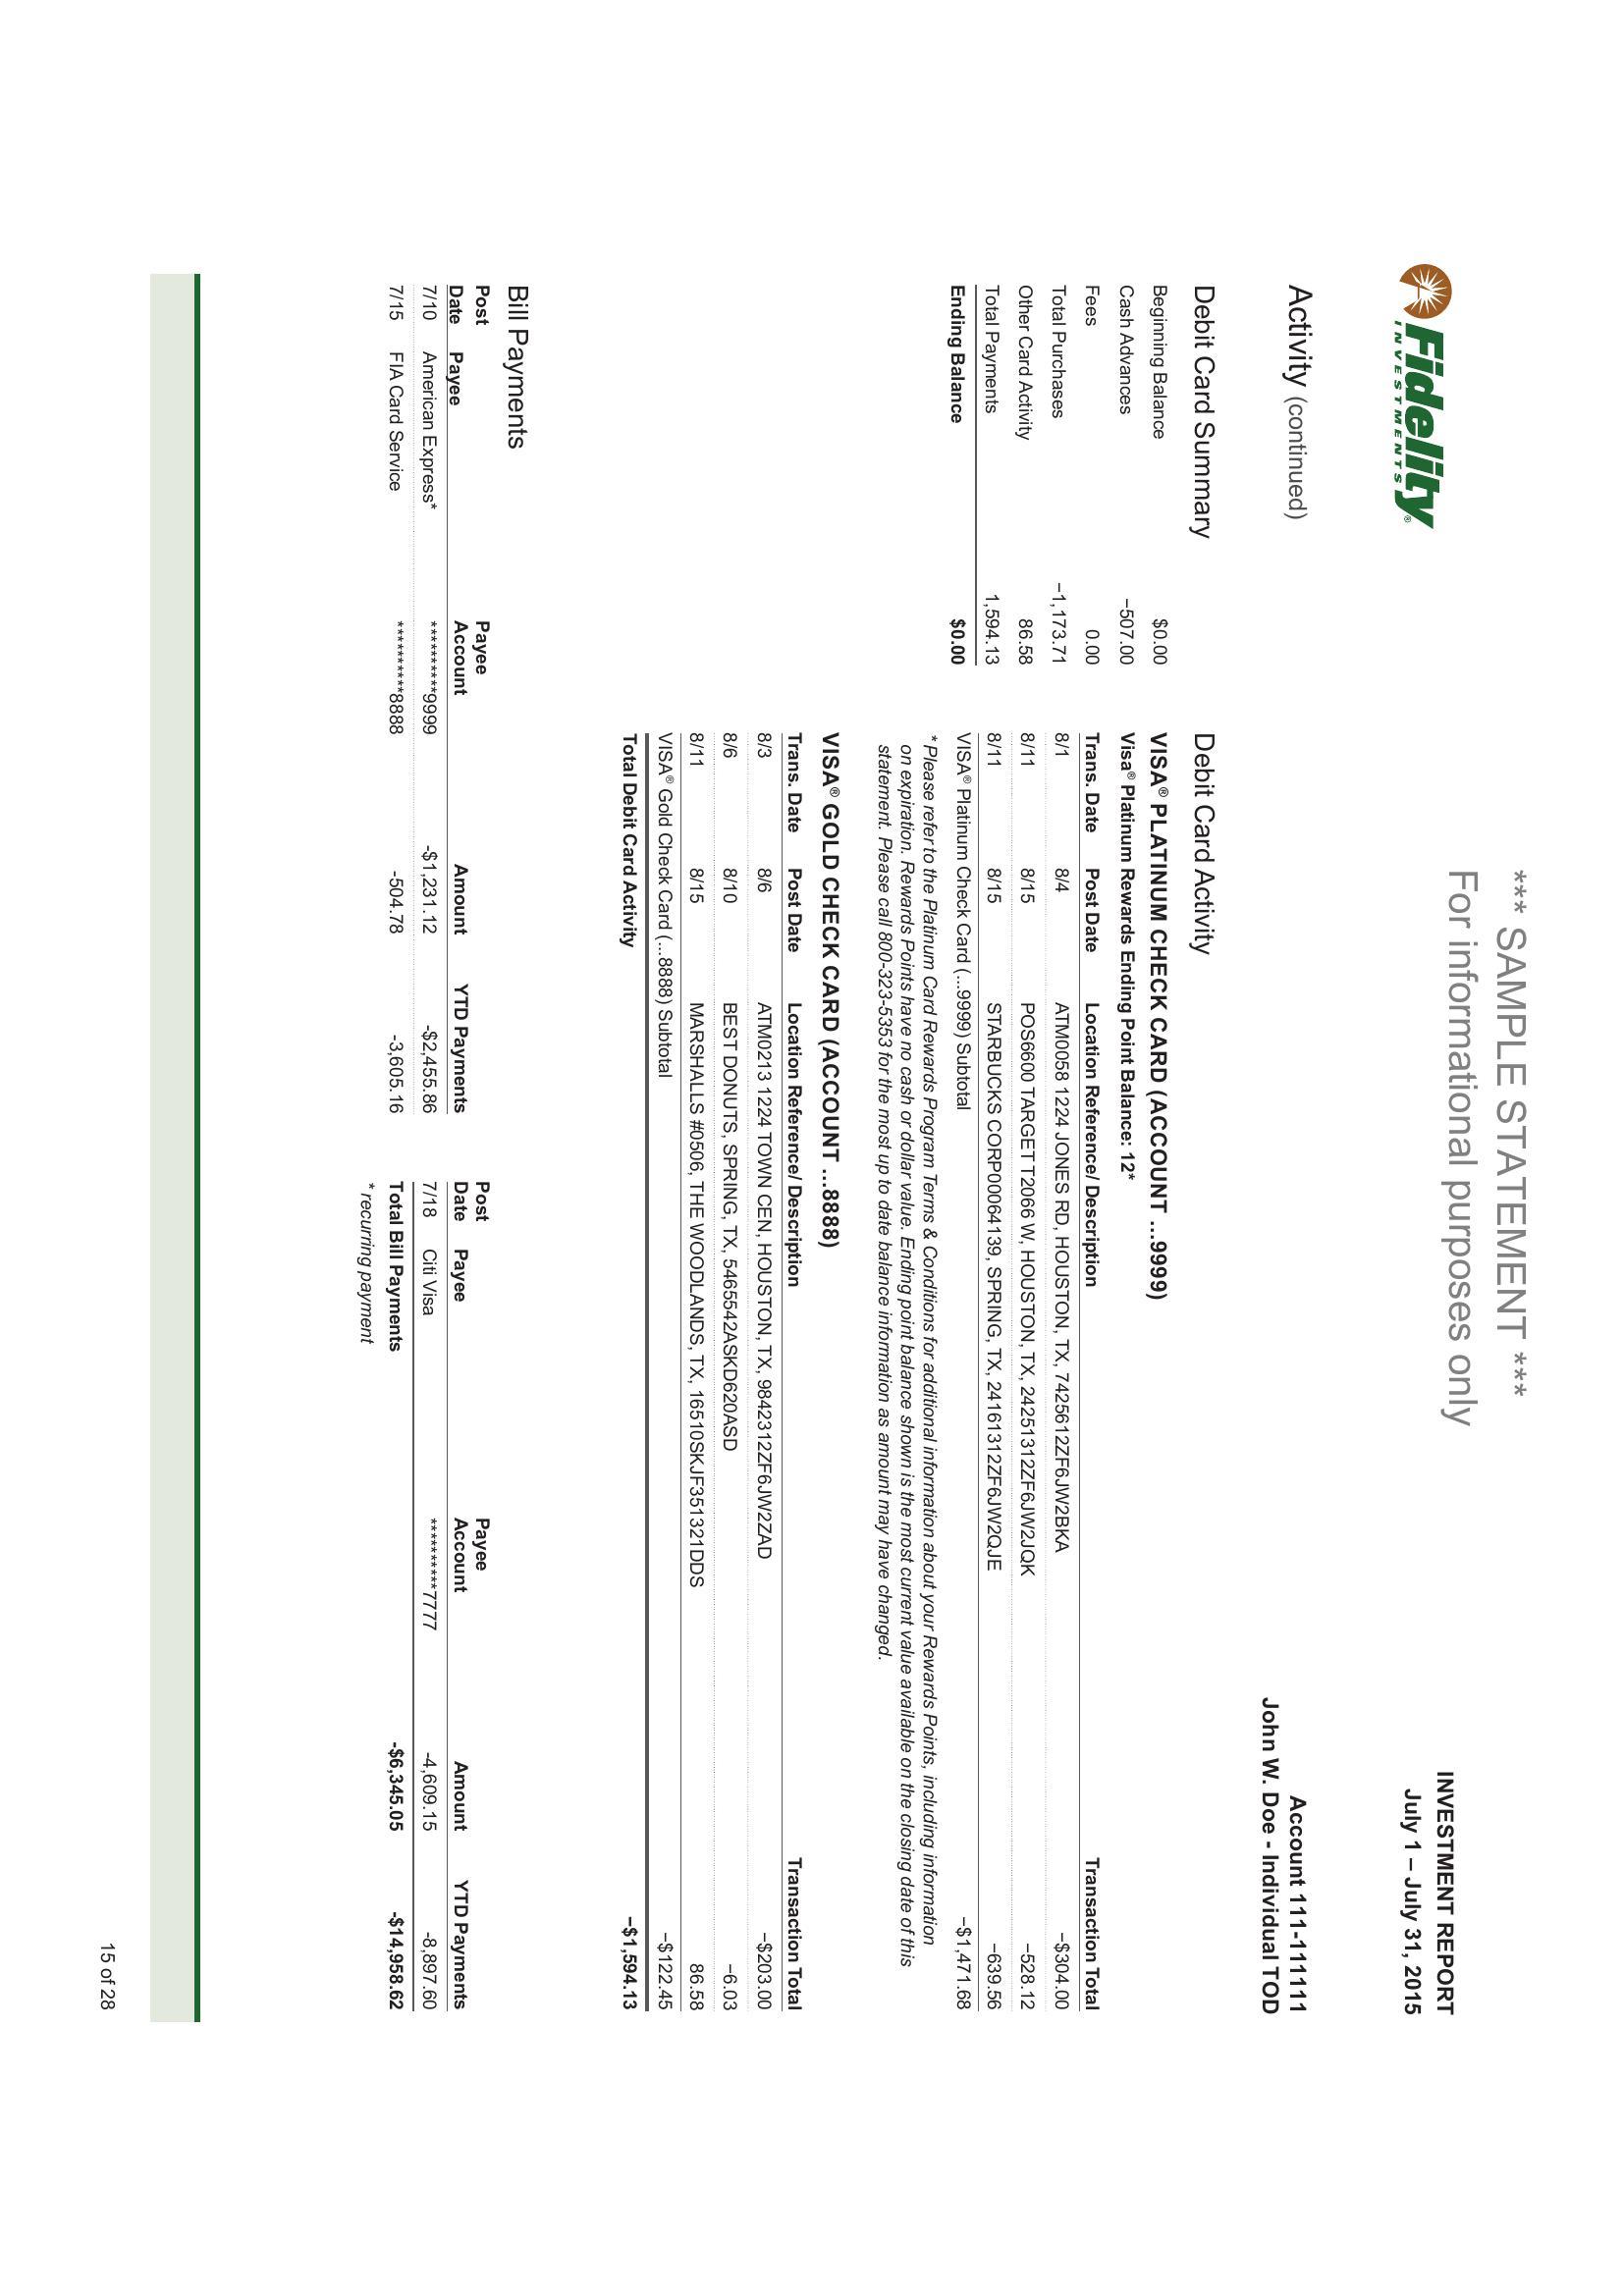 *** SAMPLE STATEMENT ***
For informational purposes only
Fidelity®
INVESTMENTS
INVESTMENT REPORT
July 1 – July 31, 2015
Account 111-111111
John W. Doe - Individual TOD
Activity (continued)
Debit Card Summary
Beginning Balance $0.00
Cash Advances –507.00
Fees 0.00
Total Purchases –1,173.71
Other Card Activity 86.58
Total Payments 1,594.13
Ending Balance $0.00
Debit Card Activity
VISA® PLATINUM CHECK CARD (ACCOUNT ...9999)
Visa® Platinum Rewards Ending Point Balance: 12*
Trans. Date Post Date Location Reference/ Description Transaction Total
8/1 8/4 ATM0058 1224 JONES RD, HOUSTON, TX, 7425612ZF6JW2BKA –$304.00
8/11 8/15 POS6600 TARGET T2066 W, HOUSTON, TX, 24251312ZF6JW2JQK –528.12
8/11 8/15 STARBUCKS CORP00064139, SPRING, TX, 24161312ZF6JW2QJE –639.56
VISA® Platinum Check Card (...9999) Subtotal –$1,471.68
* Please refer to the Platinum Card Rewards Program Terms & Conditions for additional information about your Rewards Points, including information
on expiration. Rewards Points have no cash or dollar value. Ending point balance shown is the most current value available on the closing date of this
statement. Please call 800-323-5353 for the most up to date balance information as amount may have changed.
VISA® GOLD CHECK CARD (ACCOUNT ...8888)
Trans. Date Post Date Location Reference/ Description Transaction Total
8/3 8/6 ATM0213 1224 TOWN CEN, HOUSTON, TX, 9842312ZF6JW2ZAD –$203.00
8/6 8/10 BEST DONUTS, SPRING, TX, 5465542ASKD620ASD –6.03
8/11 8/15 MARSHALLS #0506, THE WOODLANDS, TX, 16510SKJF351321DDS 86.58
VISA® Gold Check Card (...8888) Subtotal –$122.45
Total Debit Card Activity –$1,594.13
Bill Payments
Post Payee
Date Payee Account Amount YTD Payments
7/10 American Express* **********9999 -$1,231.12 -$2,455.86
7/15 FIA Card Service **********8888 -504.78 -3,605.16
Post Payee
Date Payee Account Amount YTD Payments
7/18 Citi Visa **********7777 -4,609.15 -8,897.60
Total Bill Payments -$6,345.05 -$14,958.62
* recurring payment
15 of 28